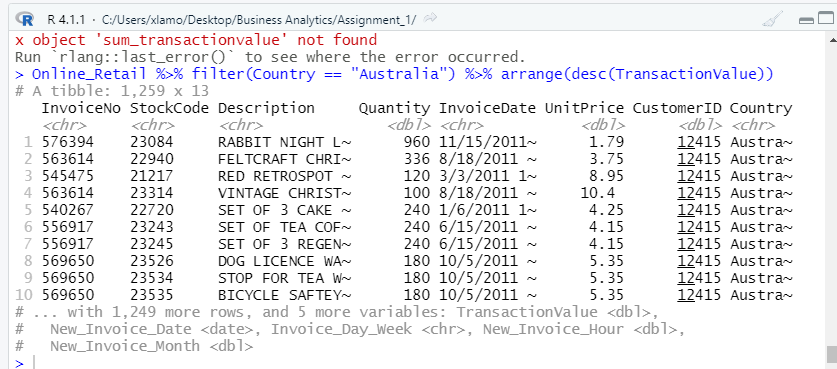 R 4.1.1 · C:/Users/xlamo/Desktop/Business Analytics/Assignment_1/
x object 'sum_transactionvalue' not found
Run `rlang::last_error()` to see where the error occurred.
> Online_Retail %>% filter(Country == "Australia") %>% arrange(desc(TransactionValue))
# A tibble: 1,259 x 13
   InvoiceNo StockCode Description     Quantity InvoiceDate UnitPrice CustomerID Country
   <chr>     <chr>     <chr>              <dbl> <chr>           <dbl>      <dbl> <chr>
 1 576394    23084     RABBIT NIGHT L~      960 11/15/2011~      1.79      12415 Austra~
 2 563614    22940     FELTCRAFT CHRI~      336 8/18/2011 ~      3.75      12415 Austra~
 3 545475    21217     RED RETROSPOT ~      120 3/3/2011 1~      8.95      12415 Austra~
 4 563614    23314     VINTAGE CHRIST~      100 8/18/2011 ~     10.4       12415 Austra~
 5 540267    22720     SET OF 3 CAKE ~      240 1/6/2011 1~      4.25      12415 Austra~
 6 556917    23243     SET OF TEA COF~      240 6/15/2011 ~      4.15      12415 Austra~
 7 556917    23245     SET OF 3 REGEN~      240 6/15/2011 ~      4.15      12415 Austra~
 8 569650    23526     DOG LICENCE WA~      180 10/5/2011 ~      5.35      12415 Austra~
 9 569650    23534     STOP FOR TEA W~      180 10/5/2011 ~      5.35      12415 Austra~
10 569650    23535     BICYCLE SAFTEY~      180 10/5/2011 ~      5.35      12415 Austra~
# ... with 1,249 more rows, and 5 more variables: TransactionValue <dbl>,
#   New_Invoice_Date <date>, Invoice_Day_Week <chr>, New_Invoice_Hour <dbl>,
#   New_Invoice_Month <dbl>
>